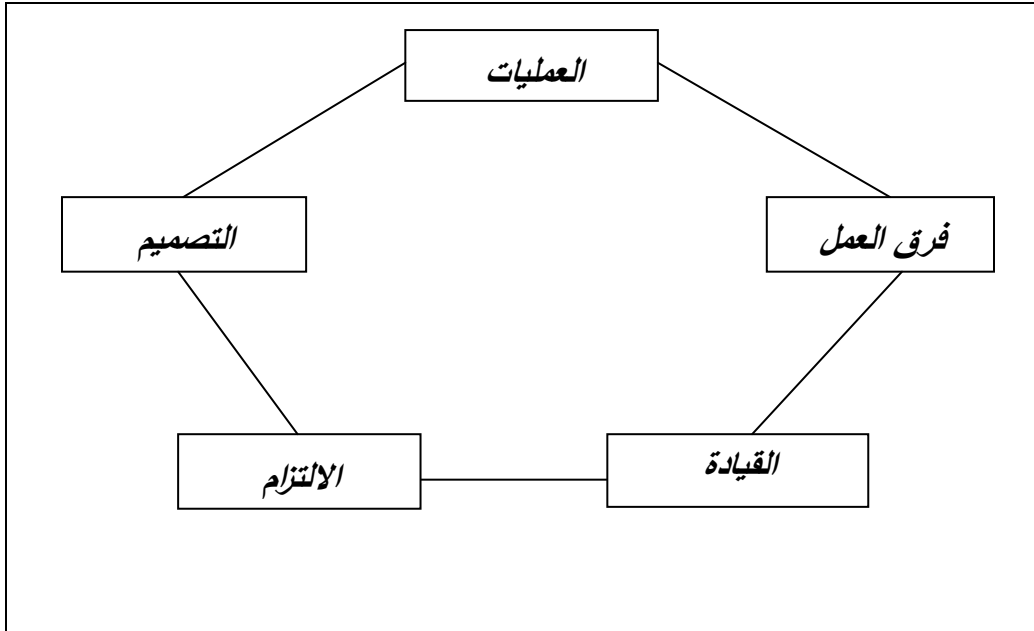 العمليات
فرق العمل
التصميم
القيادة
الالتزام